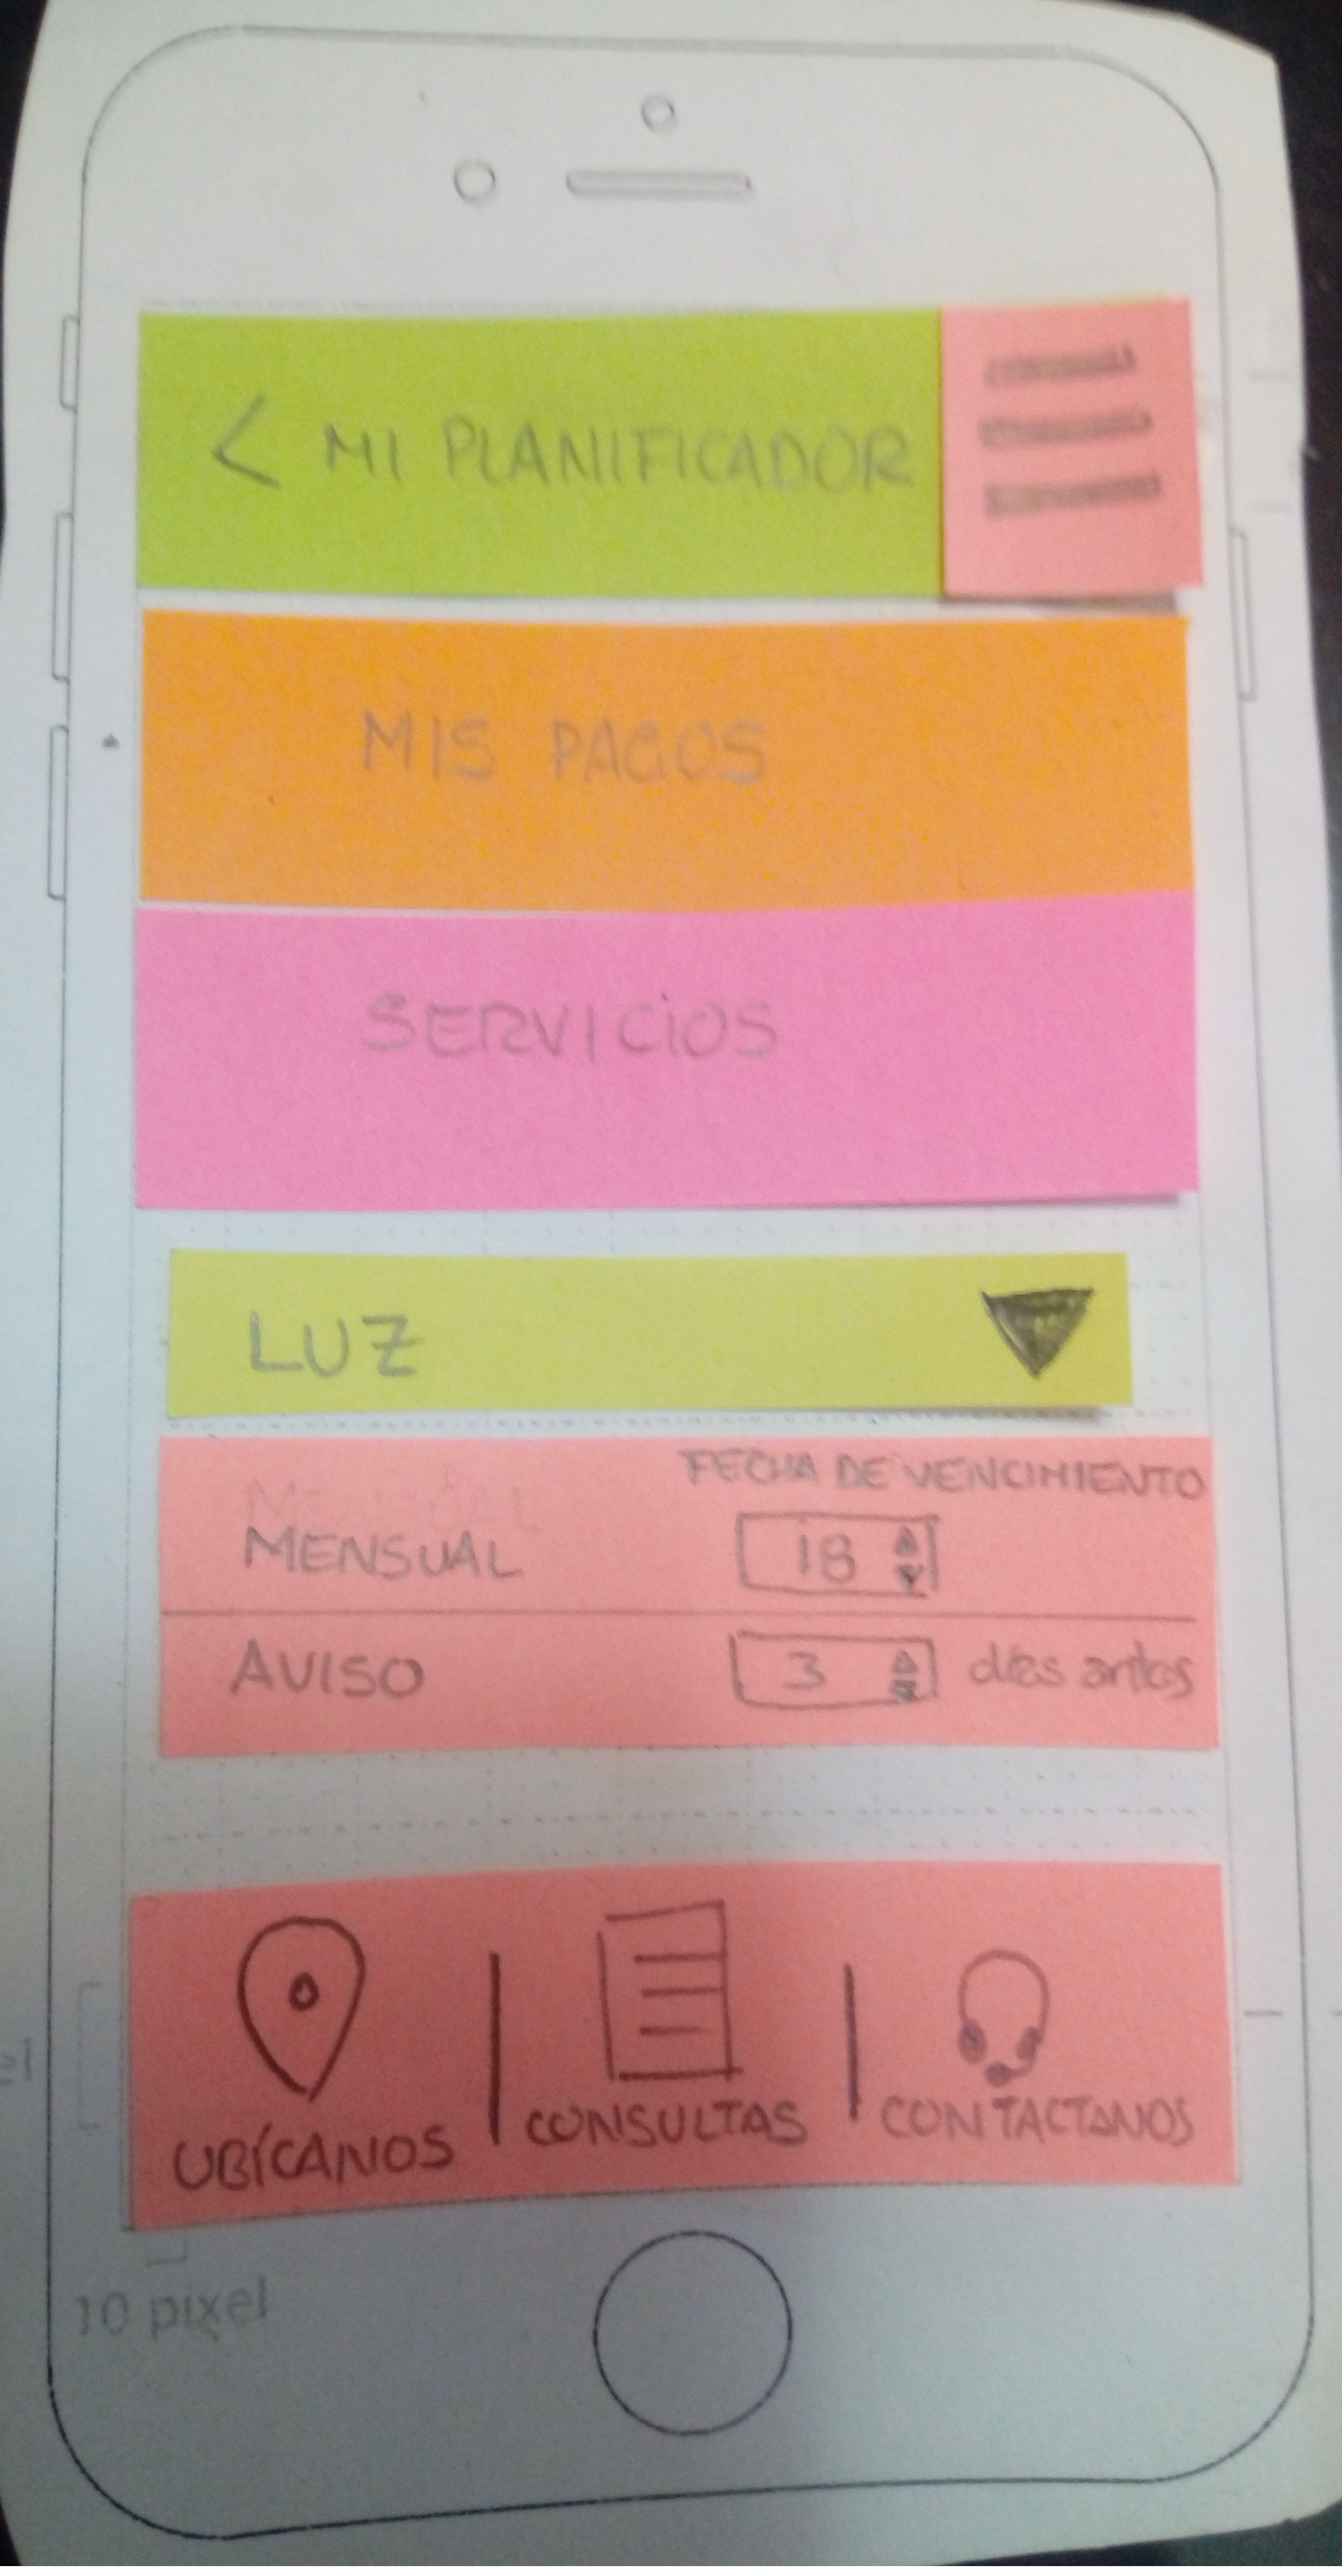 < MI PLANIFICADOR
MIS PAGOS
SERVICIOS
LUZ
FECHA DE VENCIMIENTO
MENSUAL
MENSUAL 18
AVISO 3 días antes
UBÍCANOS | CONSULTAS | CONTACTANOS
10 pixel